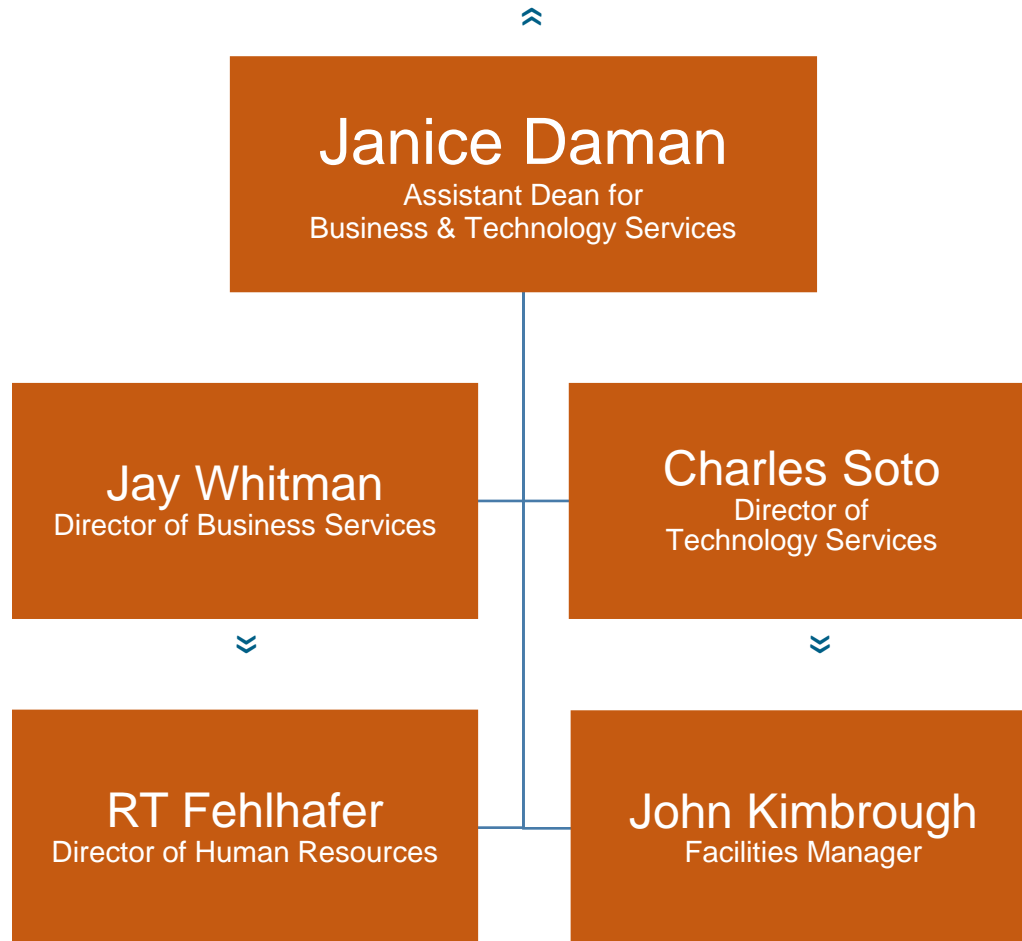 Janice Daman
Assistant Dean for
Business & Technology Services
Jay Whitman
Director of Business Services
Charles Soto
Director of
Technology Services
RT Fehlhafer
Director of Human Resources
John Kimbrough
Facilities Manager